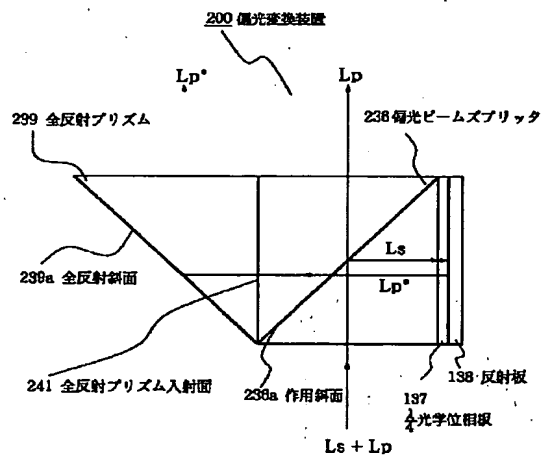 200 偏光変換装置
Lp*
Lp
299 全反射プリズム
236 偏光ビームズプリッタ
Ls
239a 全反射斜面
Lp*
241 全反射プリズム入射面
236a 作用斜面
137
1/4光学位相板
138 反射板
Ls + Lp